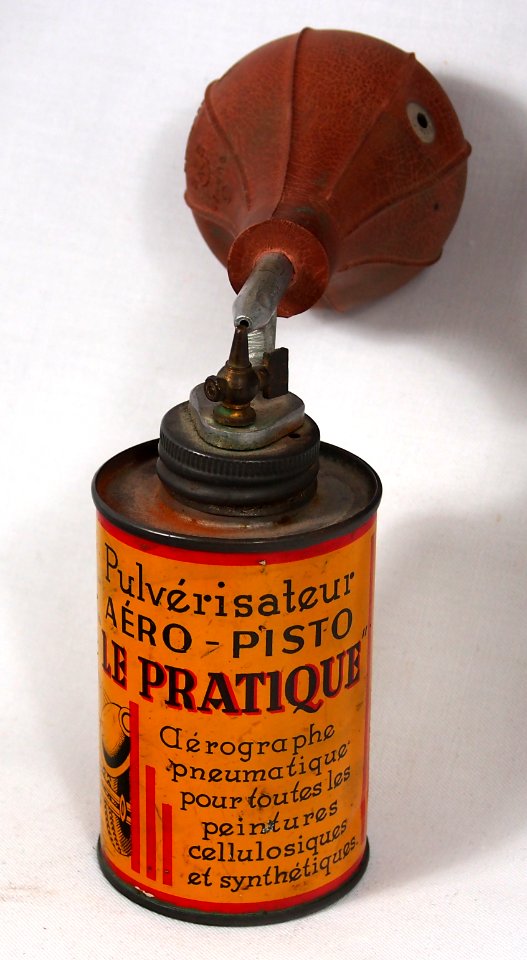 Pulvérisateur
AÉRO-PISTO
"LE PRATIQUE"
Aérographe
pneumatique
pour toutes les
peintures
cellulosiques
et synthétiques.